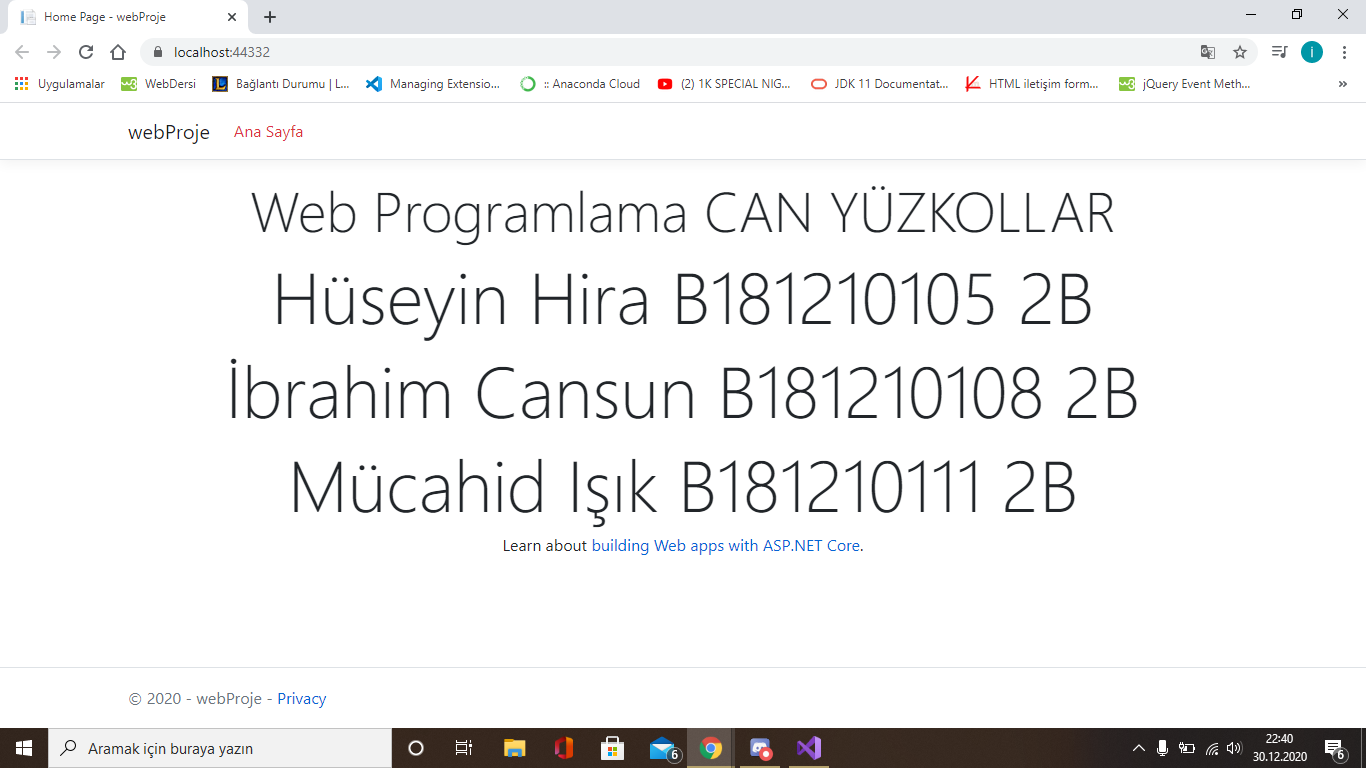 Home Page - webProje
localhost:44332
Uygulamalar WebDersi Bağlantı Durumu | L... Managing Extensio... :: Anaconda Cloud (2) 1K SPECIAL NIG... JDK 11 Documentat... HTML iletişim form... jQuery Event Meth... »
webProje Ana Sayfa
Web Programlama CAN YÜZKOLLAR
Hüseyin Hira B181210105 2B
İbrahim Cansun B181210108 2B
Mücahid Işık B181210111 2B
Learn about building Web apps with ASP.NET Core.
© 2020 - webProje - Privacy
Aramak için buraya yazın
6
22:40
30.12.2020
6